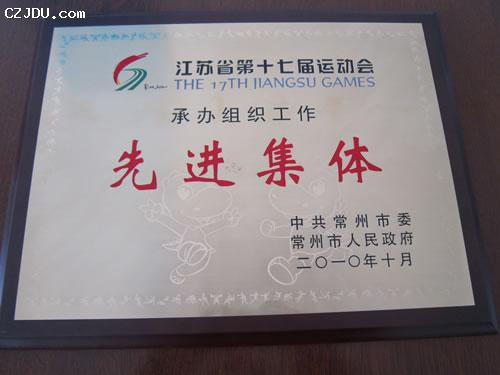 CZJDU.COM
江苏省第十七届运动会
THE 17TH JIANGSU GAMES
承办组织工作
先进集体
中共常州市委
常州市人民政府
二〇一〇年十月